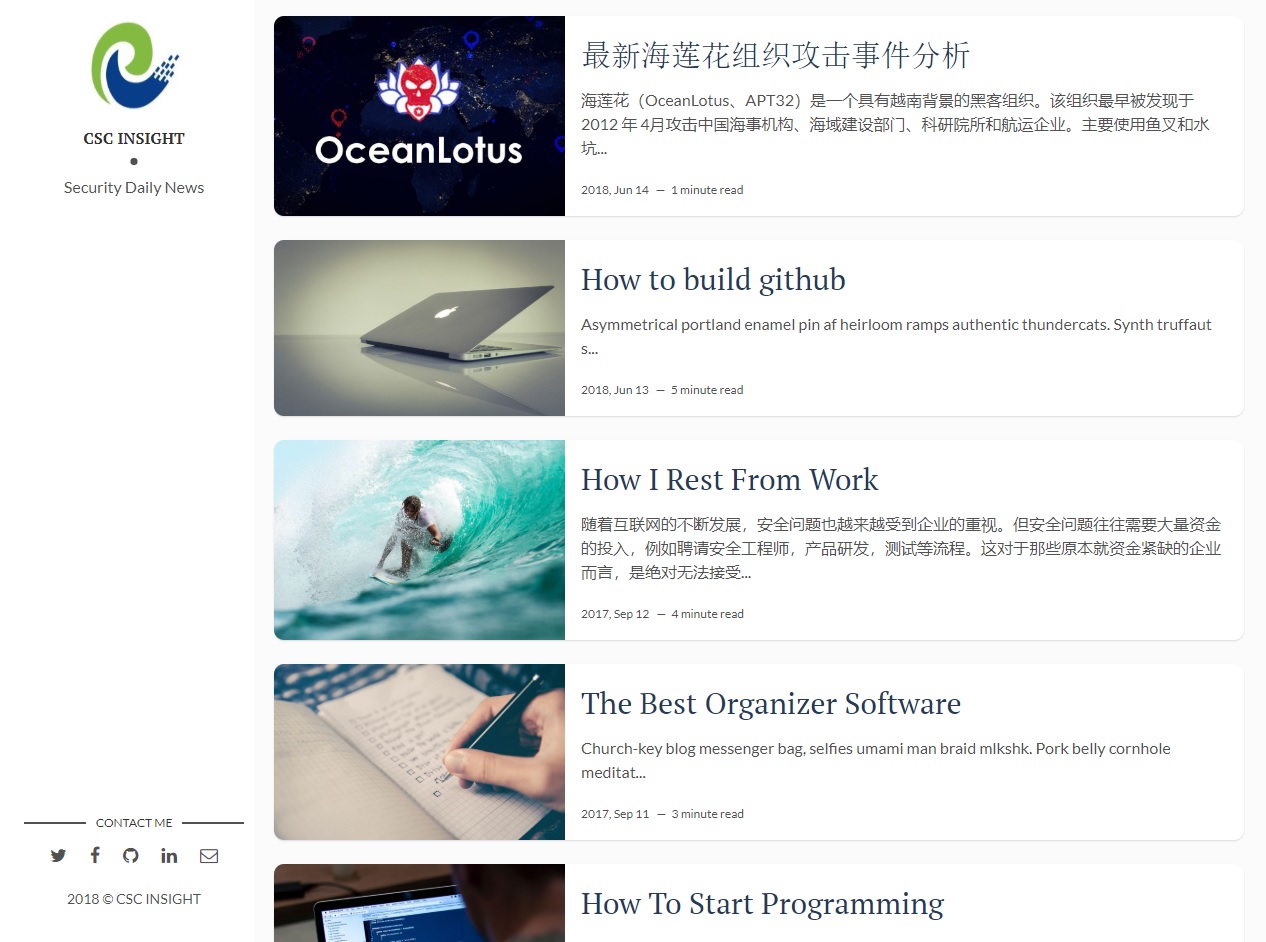 CSC INSIGHT
Security Daily News
CONTACT ME
2018 © CSC INSIGHT
OceanLotus
最新海莲花组织攻击事件分析
海莲花（OceanLotus、APT32）是一个具有越南背景的黑客组织。该组织最早被发现于
2012 年 4月攻击中国海事机构、海域建设部门、科研院所和航运企业。主要使用鱼叉和水
坑...
2018, Jun 14 — 1 minute read
How to build github
Asymmetrical portland enamel pin af heirloom ramps authentic thundercats. Synth truffaut
s...
2018, Jun 13 — 5 minute read
How I Rest From Work
随着互联网的不断发展，安全问题也越来越受到企业的重视。但安全问题往往需要大量资金
的投入，例如聘请安全工程师，产品研发，测试等流程。这对于那些原本就资金紧缺的企业
而言，是绝对无法接受...
2017, Sep 12 — 4 minute read
The Best Organizer Software
Church-key blog messenger bag, selfies umami man braid mlkshk. Pork belly cornhole
meditat...
2017, Sep 11 — 3 minute read
How To Start Programming